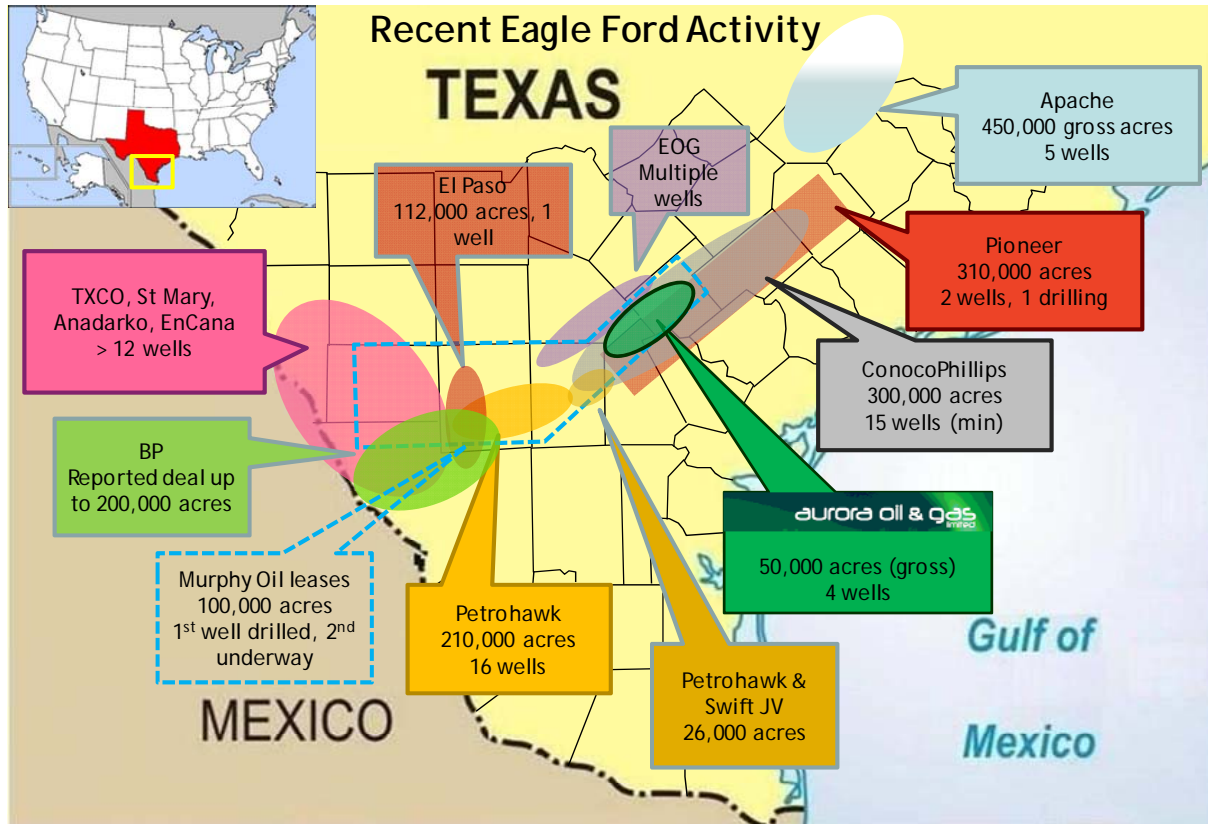 Recent Eagle Ford Activity
TEXAS
Apache
450,000 gross acres
5 wells
EOG
Multiple
wells
El Paso
112,000 acres, 1
well
Pioneer
310,000 acres
2 wells, 1 drilling
TXCO, St Mary,
Anadarko, EnCana
> 12 wells
ConocoPhillips
300,000 acres
15 wells (min)
BP
Reported deal up
to 200,000 acres
aurora oil & gas
limited
50,000 acres (gross)
4 wells
Murphy Oil leases
100,000 acres
1st well drilled, 2nd
underway
Petrohawk
210,000 acres
16 wells
Petrohawk &
Swift JV
26,000 acres
MEXICO
Gulf of
Mexico